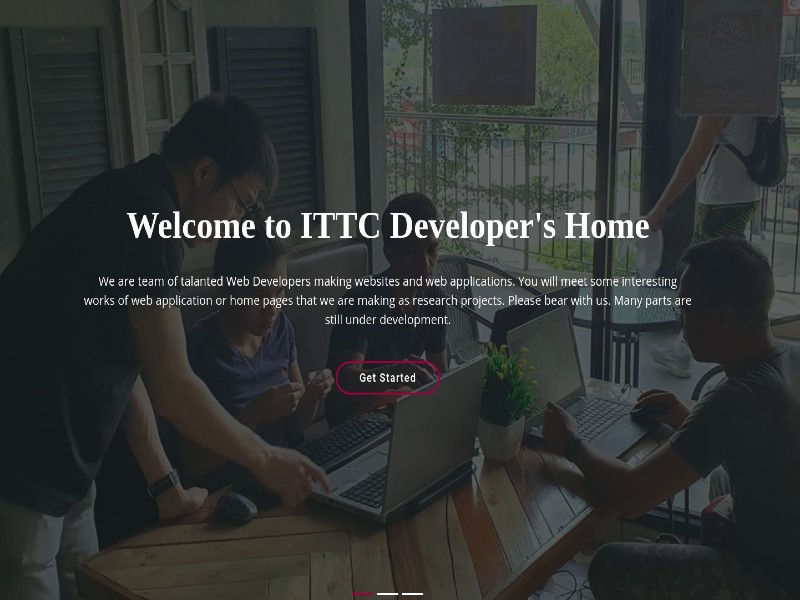 Welcome to ITTC Developer's Home
We are team of talanted Web Developers making websites and web applications. You will meet some interesting
works of web application or home pages that we are making as research projects. Please bear with us. Many parts are
still under development.
Get Started